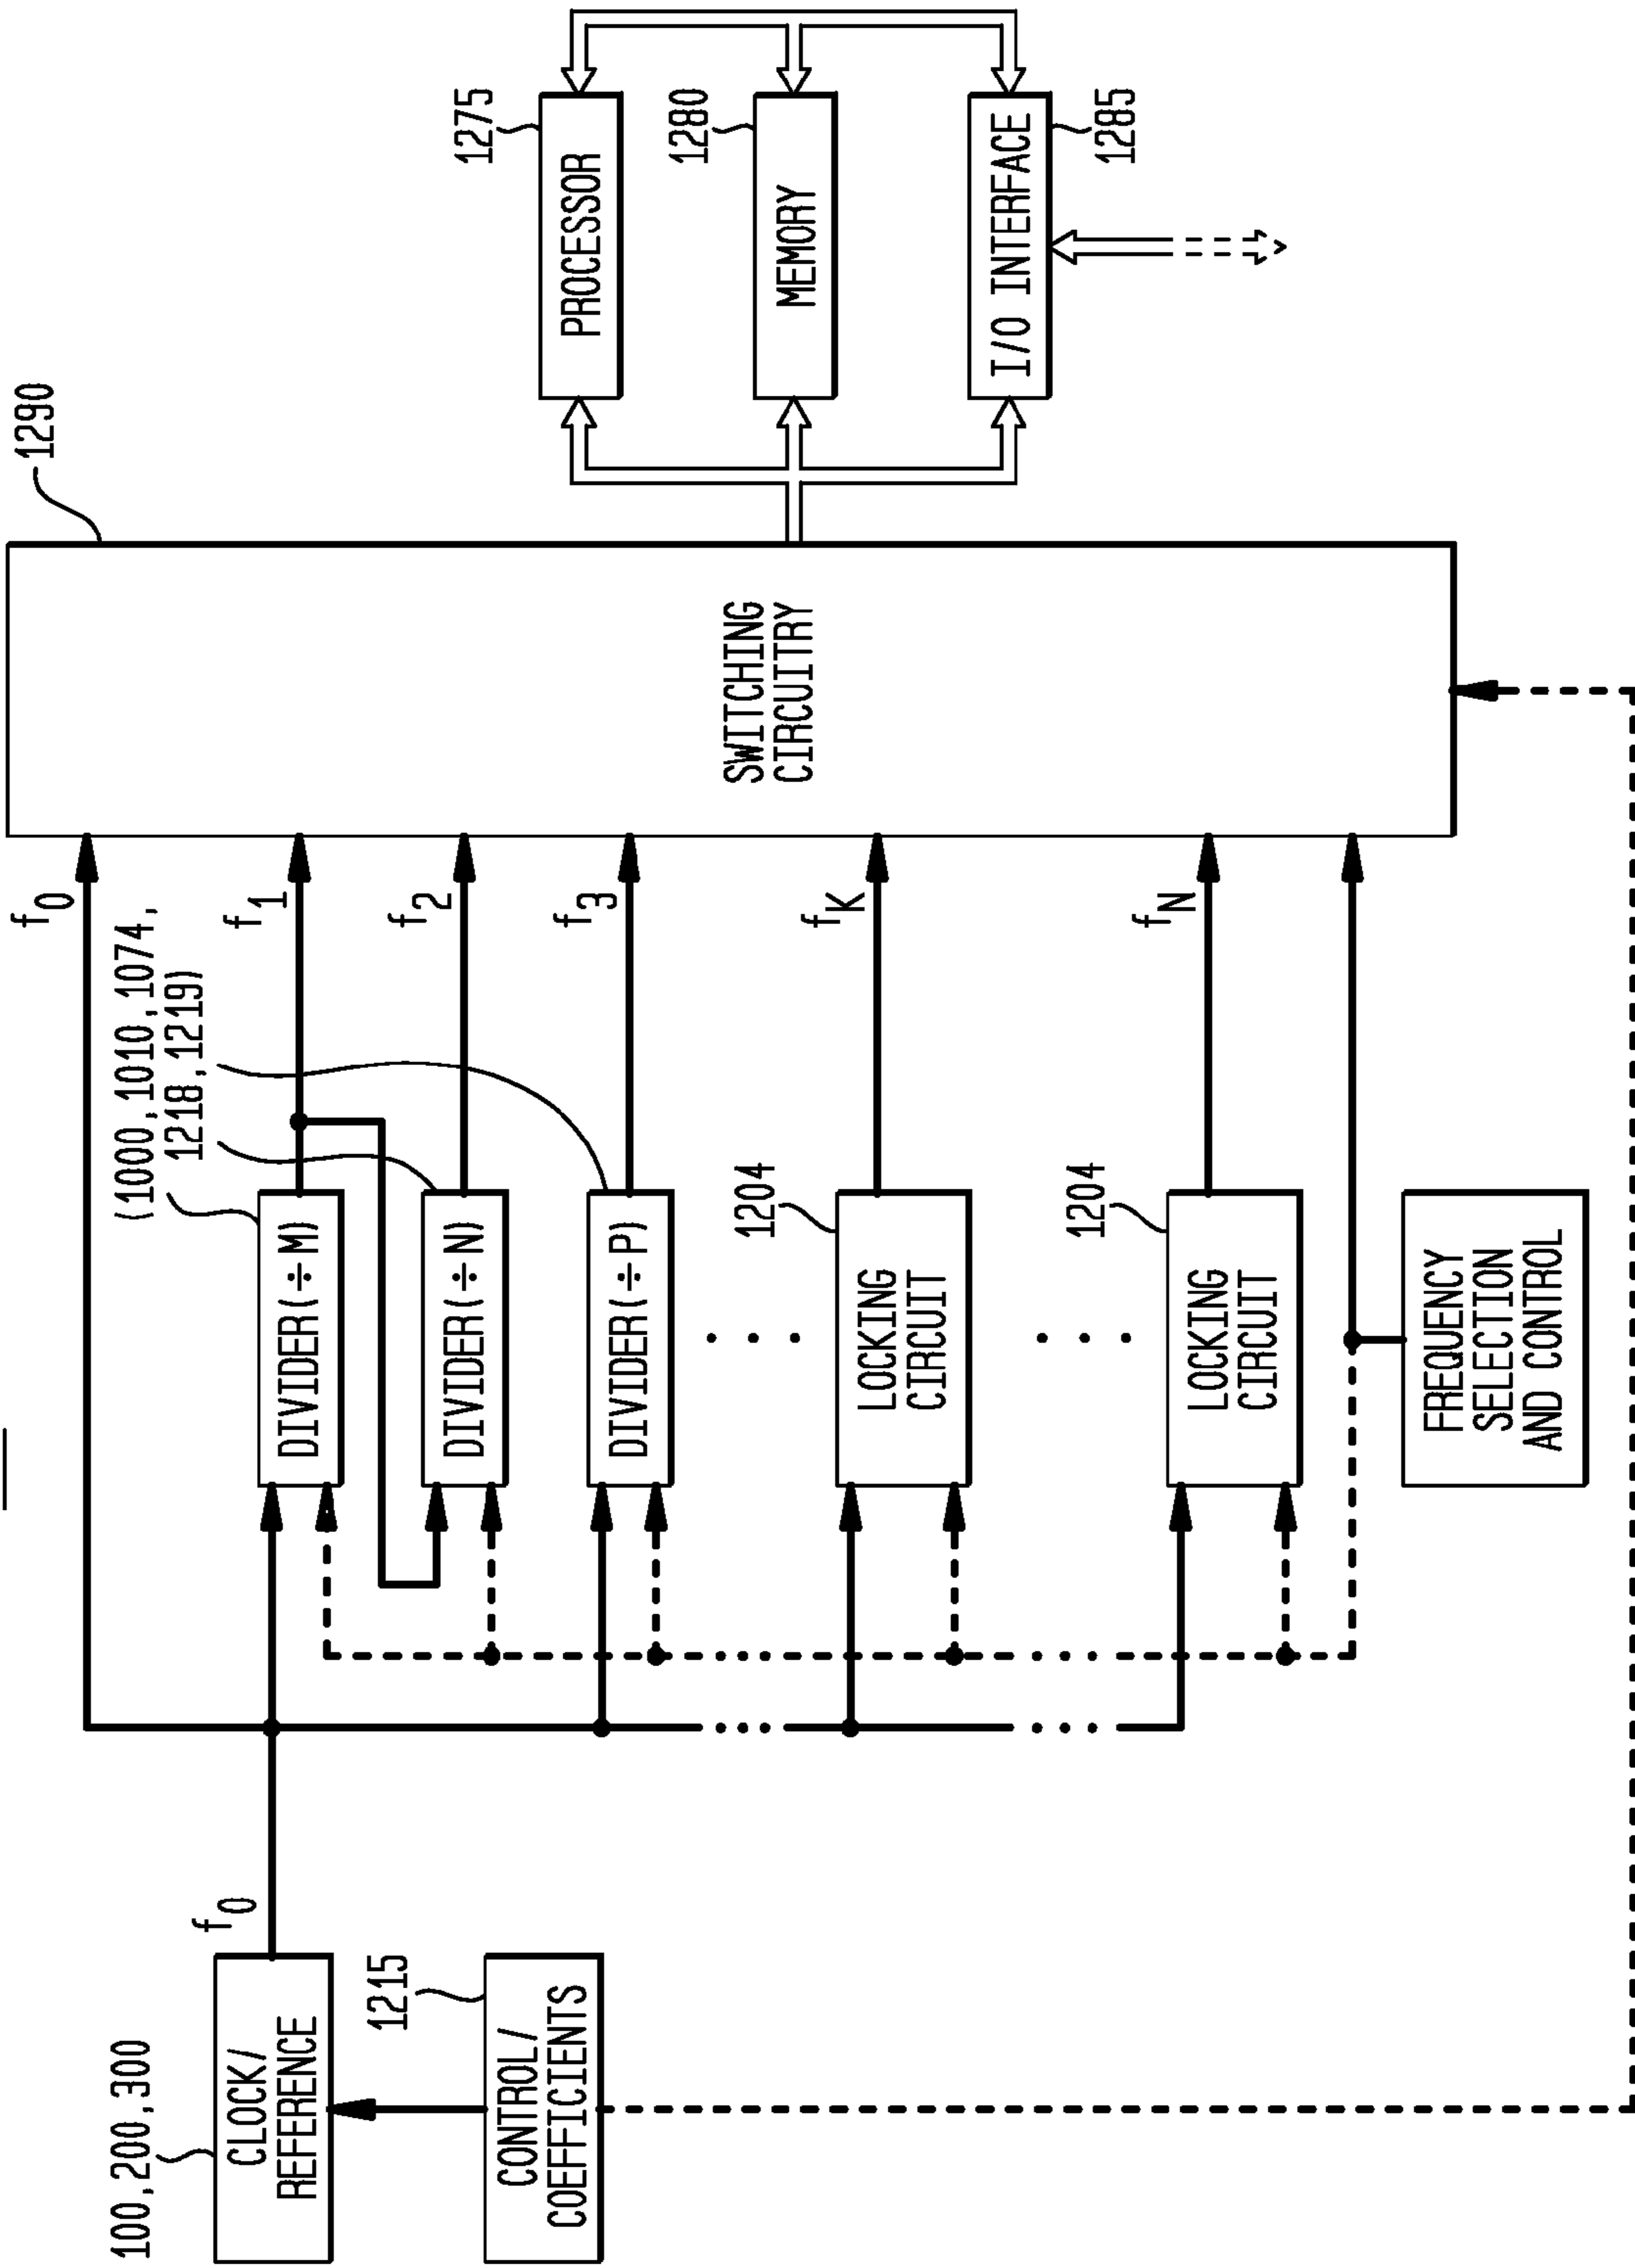 100,200,300
CLOCK/
REFERENCE
f0
1215
CONTROL/
COEFFICIENTS
f0
(1000,1010,1074,
1218,1219)
DIVIDER(÷M)
f1
DIVIDER(÷N)
f2
DIVIDER(÷P)
f3
1204
LOCKING
CIRCUIT
fK
1204
LOCKING
CIRCUIT
fN
FREQUENCY
SELECTION
AND CONTROL
1290
SWITCHING
CIRCUITRY
1275
PROCESSOR
1280
MEMORY
I/O INTERFACE
1285